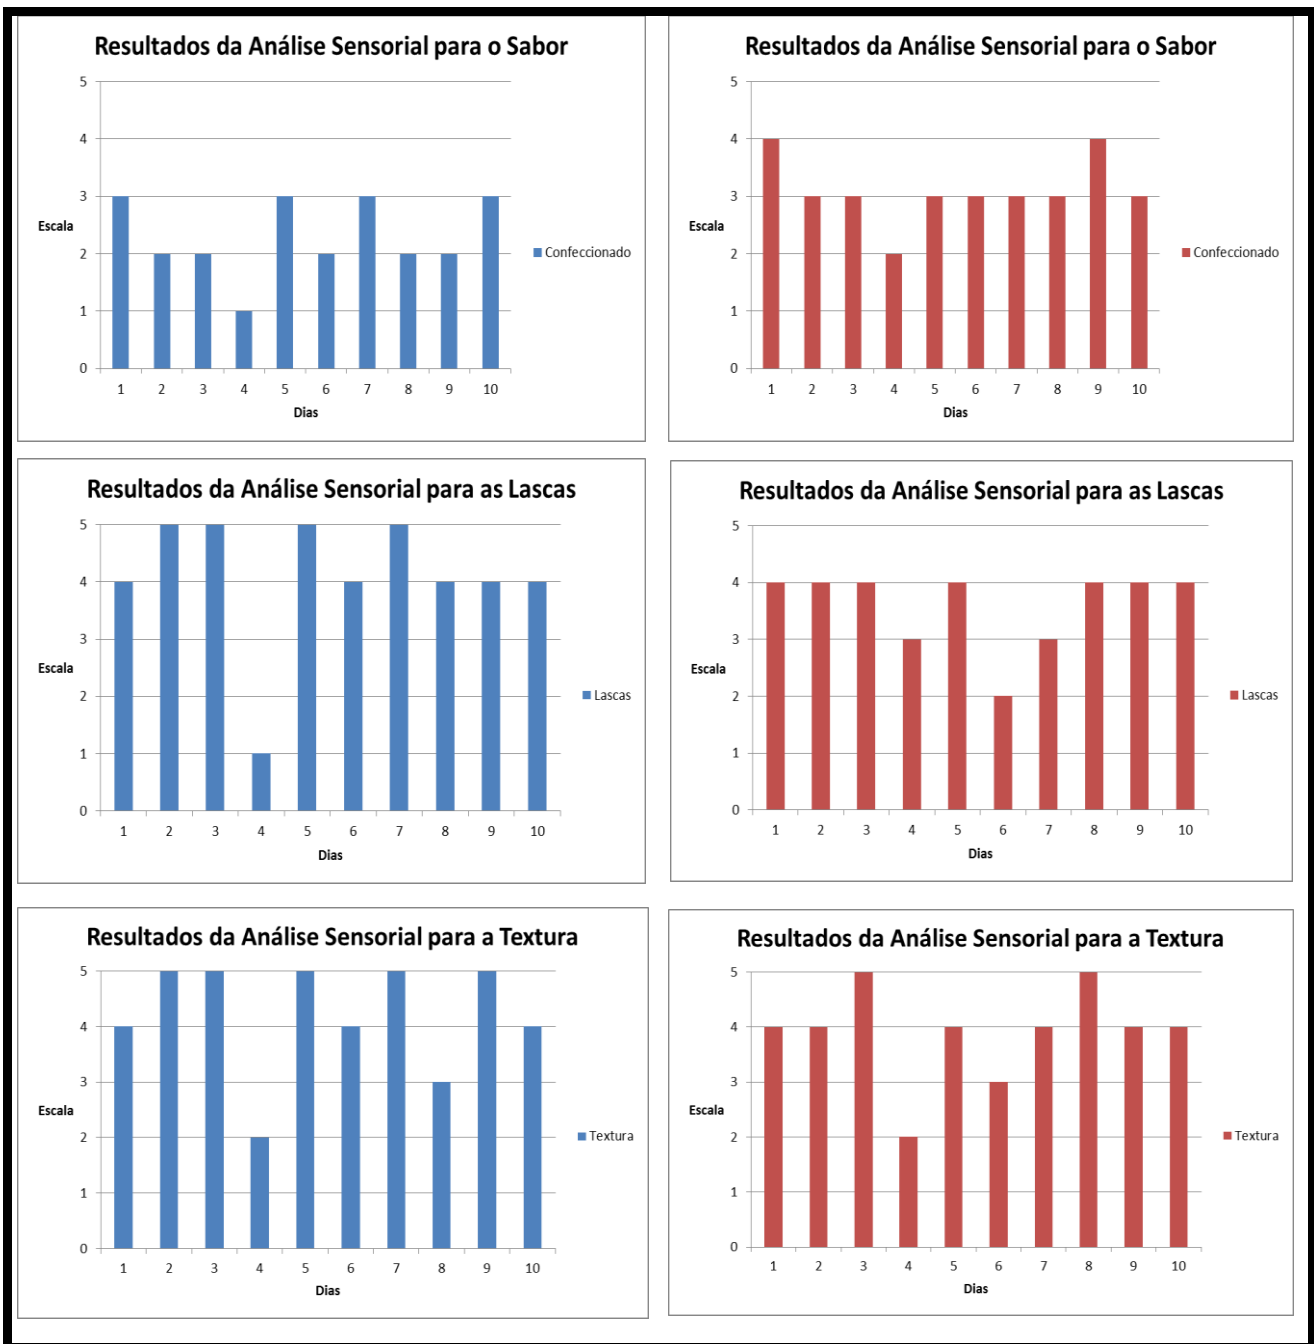 Resultados da Análise Sensorial para o Sabor
5
4
3
2
1
0
Escala
1 2 3 4 5 6 7 8 9 10
Dias
Confeccionado
Resultados da Análise Sensorial para o Sabor
5
4
3
2
1
0
Escala
1 2 3 4 5 6 7 8 9 10
Dias
Confeccionado
Resultados da Análise Sensorial para as Lascas
5
4
3
2
1
0
Escala
1 2 3 4 5 6 7 8 9 10
Dias
Lascas
Resultados da Análise Sensorial para as Lascas
5
4
3
2
1
0
Escala
1 2 3 4 5 6 7 8 9 10
Dias
Lascas
Resultados da Análise Sensorial para a Textura
5
4
3
2
1
0
Escala
1 2 3 4 5 6 7 8 9 10
Dias
Textura
Resultados da Análise Sensorial para a Textura
5
4
3
2
1
0
Escala
1 2 3 4 5 6 7 8 9 10
Dias
Textura